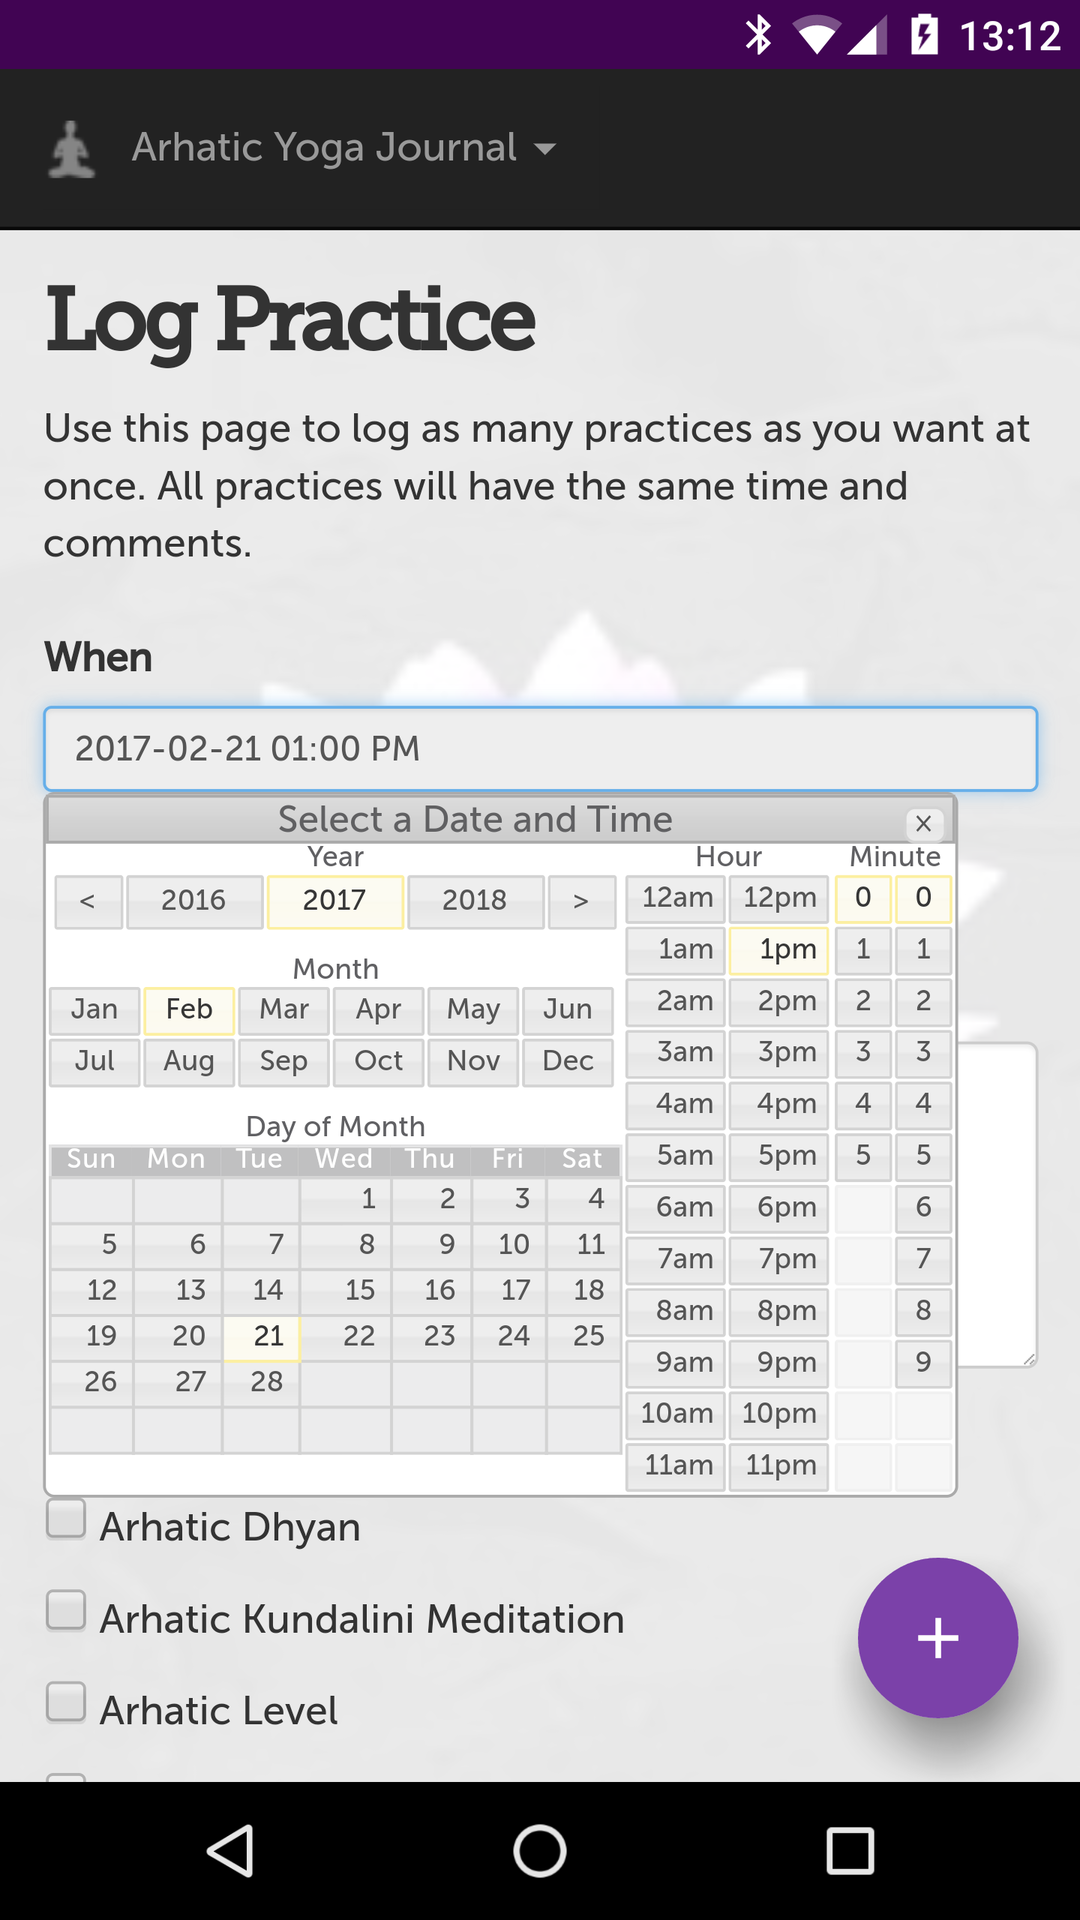 13:12
Arhatic Yoga Journal
Log Practice
Use this page to log as many practices as you want at
once. All practices will have the same time and
comments.
When
2017-02-21 01:00 PM
Select a Date and Time
x
Year
< 2016 2017 2018 >
Month
Jan Feb Mar Apr May Jun
Jul Aug Sep Oct Nov Dec
Day of Month
Sun Mon Tue Wed Thu Fri Sat
1 2 3 4
5 6 7 8 9 10 11
12 13 14 15 16 17 18
19 20 21 22 23 24 25
26 27 28
Hour Minute
12am 12pm 0 0
1am 1pm 1 1
2am 2pm 2 2
3am 3pm 3 3
4am 4pm 4 4
5am 5pm 5 5
6am 6pm 6
7am 7pm 7
8am 8pm 8
9am 9pm 9
10am 10pm
11am 11pm
Arhatic Dhyan
Arhatic Kundalini Meditation
Arhatic Level
+